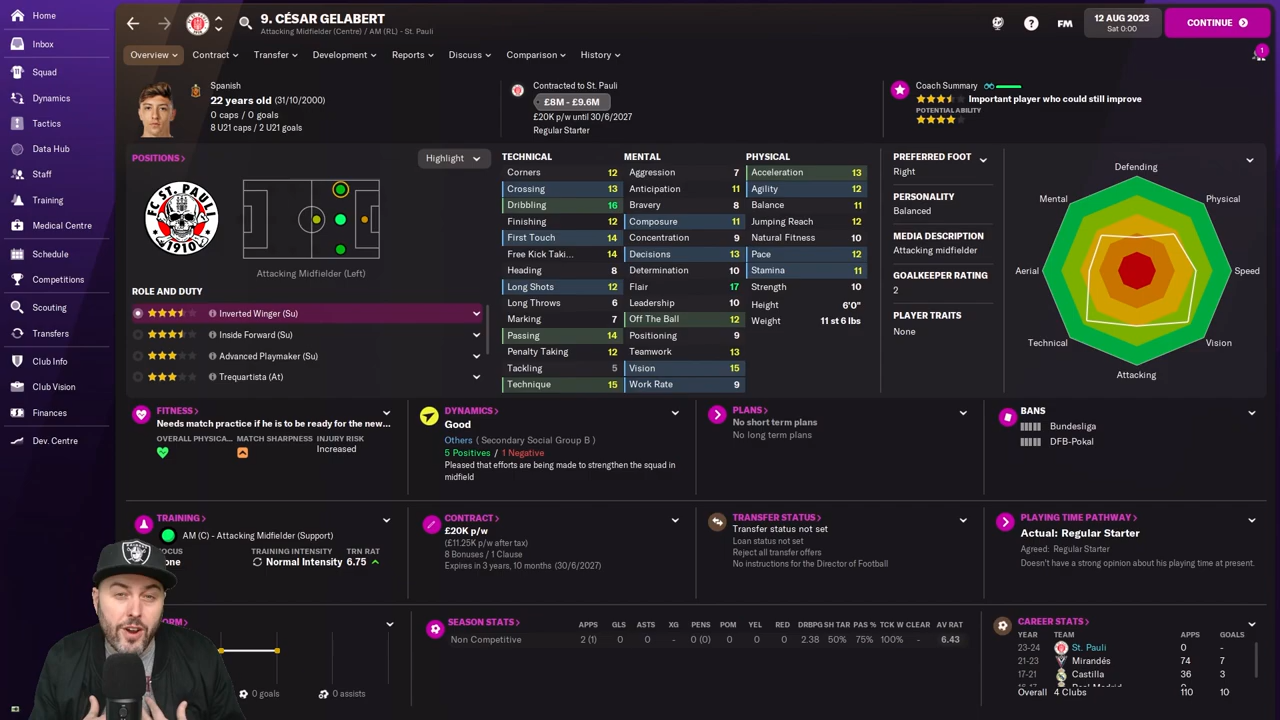 Home
Inbox
Squad
Dynamics
Tactics
Data Hub
Staff
Training
Medical Centre
Schedule
Competitions
Scouting
Transfers
Club Info
Club Vision
Finances
Dev. Centre
9. CÉSAR GELABERT
Attacking Midfielder (Centre) / AM (RL) - St. Pauli
FM
12 AUG 2023
Sat 0:00
CONTINUE
1
Overview
Contract
Transfer
Development
Reports
Discuss
Comparison
History
Spanish
22 years old (31/10/2000)
0 caps / 0 goals
8 U21 caps / 2 U21 goals
Contracted to St. Pauli
£8M - £9.6M
£20K p/w until 30/6/2027
Regular Starter
Coach Summary
Important player who could still improve
POTENTIAL ABILITY
POSITIONS
Highlight
FC ST. PAULI
1910
Attacking Midfielder (Left)
ROLE AND DUTY
Inverted Winger (Su)
Inside Forward (Su)
Advanced Playmaker (Su)
Trequartista (At)
TECHNICAL
Corners 12
Crossing 13
Dribbling 16
Finishing 12
First Touch 14
Free Kick Taki... 14
Heading 8
Long Shots 12
Long Throws 6
Marking 7
Passing 14
Penalty Taking 12
Tackling 5
Technique 15
MENTAL
Aggression 7
Anticipation 11
Bravery 8
Composure 11
Concentration 9
Decisions 13
Determination 10
Flair 17
Leadership 10
Off The Ball 12
Positioning 9
Teamwork 13
Vision 15
Work Rate 9
PHYSICAL
Acceleration 13
Agility 12
Balance 11
Jumping Reach 12
Natural Fitness 10
Pace 12
Stamina 11
Strength 10
Height 6'0"
Weight 11 st 6 lbs
PREFERRED FOOT
Right
PERSONALITY
Balanced
MEDIA DESCRIPTION
Attacking midfielder
GOALKEEPER RATING
2
PLAYER TRAITS
None
Defending
Physical
Speed
Vision
Attacking
Technical
Aerial
Mental
FITNESS
Needs match practice if he is to be ready for the new...
OVERALL PHYSICA... MATCH SHARPNESS INJURY RISK
Increased
DYNAMICS
Good
Others ( Secondary Social Group B )
5 Positives / 1 Negative
Pleased that efforts are being made to strengthen the squad in
midfield
PLANS
No short term plans
No long term plans
BANS
Bundesliga
DFB-Pokal
TRAINING
AM (C) - Attacking Midfielder (Support)
TRAINING INTENSITY TRN RAT
Normal Intensity 6.75
CONTRACT
£20K p/w
(£11.25K p/w after tax)
8 Bonuses / 1 Clause
Expires in 3 years, 10 months (30/6/2027)
TRANSFER STATUS
Transfer status not set
Loan status not set
Reject all transfer offers
No instructions for the Director of Football
PLAYING TIME PATHWAY
Actual: Regular Starter
Agreed: Regular Starter
Doesn't have a strong opinion about his playing time at present.
0 goals 0 assists
SEASON STATS
APPS GLS ASTS XG PENS POM YEL RED DRBPG SH TAR PAS % TCK W CLEAR AV RAT
Non Competitive 2 (1) 0 0 - 0 (0) 0 0 0 2.38 50% 75% 100% - 6.43
CAREER STATS
YEAR TEAM APPS GOALS
23-24 St. Pauli 0 -
21-23 Mirandés 74 7
17-21 Castilla 36 3
Overall 4 Clubs 110 10